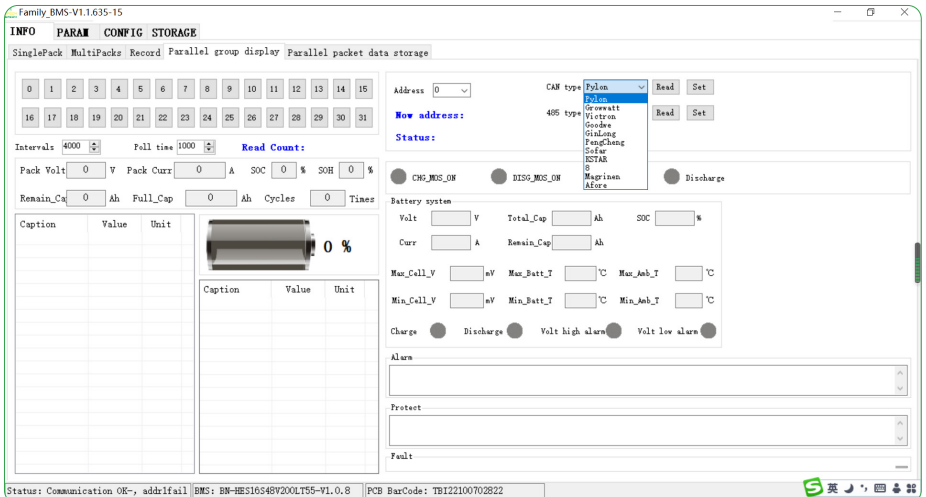 Family_BMS-V1.1.635-15
INFO PARAM CONFIG STORAGE
SinglePack MultiPacks Record Parallel group display Parallel packet data storage
0 1 2 3 4 5 6 7 8 9 10 11 12 13 14 15
16 17 18 19 20 21 22 23 24 25 26 27 28 29 30 31
Intervals 4000 Poll time 1000 Read Count:
Pack Volt 0 V Pack Curr 0 A SOC 0 % SOH 0 %
Remain_Ca 0 Ah Full_Cap 0 Ah Cycles 0 Times
Caption Value Unit
0 %
Caption Value Unit
Address 0 CAN type Pylon Read Set
Now address: 485 type Read Set
Status:
Pylon
Growwatt
Victron
Goodwe
GinLong
FengCheng
Sofar
KSTAR
8
Magrinen
Afore
CHG_MOS_ON DISG_MOS_ON Discharge
Battery system
Volt V Total_Cap Ah SOC %
Curr A Remain_Cap Ah
Max_Cell_V mV Max_Batt_T ℃ Max_Amb_T ℃
Min_Cell_V mV Min_Batt_T ℃ Min_Amb_T ℃
Charge Discharge Volt high alarm Volt low alarm
Alarm
Protect
Fault
Status: Communication OK-, addr1fail BMS: BN-HES16S48V200LT55-V1.0.8 PCB BarCode: TBI22100702822
英